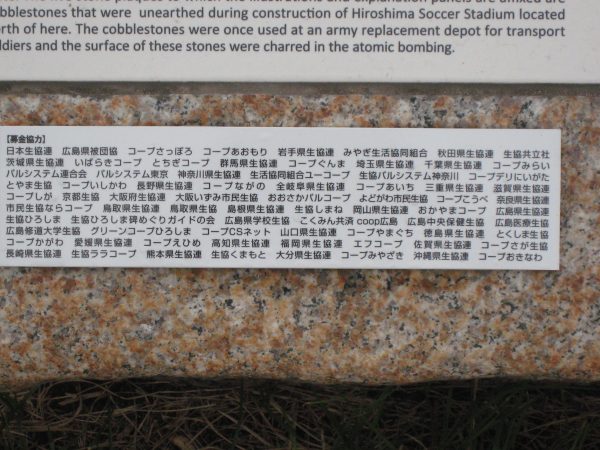 cobblestones that were unearthed during construction of Hiroshima Soccer Stadium located
north of here. The cobblestones were once used at an army replacement depot for transport
soldiers and the surface of these stones were charred in the atomic bombing.
【募金協力】
日本生協連 広島県被団協 コープさっぽろ コープあおもり 岩手県生協連 みやぎ生活協同組合 秋田県生協連 生協共立社
茨城県生協連 いばらきコープ とちぎコープ 群馬県生協連 コープぐんま 埼玉県生協連 千葉県生協連 コープみらい
パルシステム連合会 パルシステム東京 神奈川県生協連 生活協同組合ユーコープ 生協パルシステム神奈川 コープデリにいがた
とやま生協 コープいしかわ 長野県生協連 コープながの 全岐阜県生協連 コープあいち 三重県生協連 滋賀県生協連
コープしが 京都生協 大阪府生協連 大阪いずみ市民生協 おおさかパルコープ よどがわ市民生協 コープこうべ 奈良県生協連
市民生協ならコープ 鳥取県生協連 鳥取県生協 島根県生協連 生協しまね 岡山県生協連 おかやまコープ 広島県生協連
生協ひろしま 生協ひろしま碑めぐりガイドの会 広島県学校生協 こくみん共済 coop広島 広島中央保健生協 広島医療生協
広島修道大学生協 グリーンコープひろしま コープCSネット 山口県生協連 コープやまぐち 徳島県生協連 とくしま生協
コープかがわ 愛媛県生協連 コープえひめ 高知県生協連 福岡県生協連 エフコープ 佐賀県生協連 コープさが生協
長崎県生協連 生協ララコープ 熊本県生協連 生協くまもと 大分県生協連 コープみやざき 沖縄県生協連 コープおきなわ